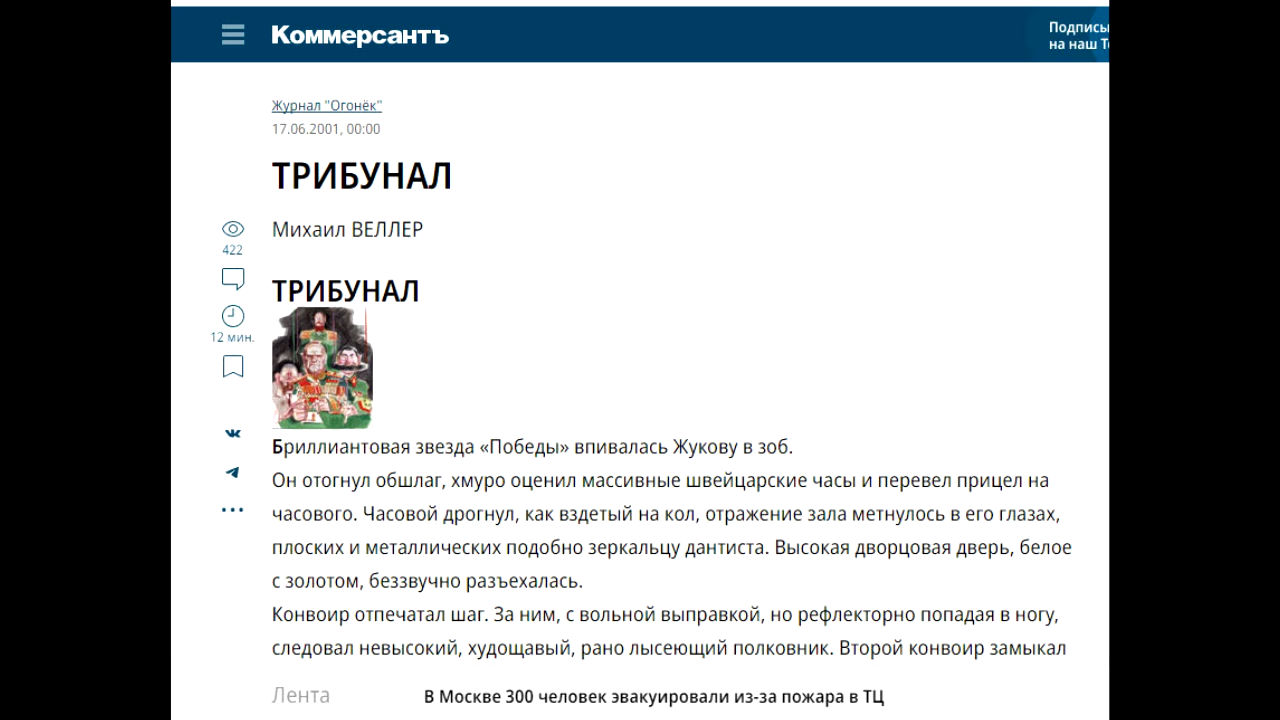 Коммерсантъ
Подписы
на наш Т
Журнал "Огонёк"
17.06.2001, 00:00
ТРИБУНАЛ
Михаил ВЕЛЛЕР
422
ТРИБУНАЛ
12 мин.
Бриллиантовая звезда «Победы» впивалась Жукову в зоб.
Он отогнул обшлаг, хмуро оценил массивные швейцарские часы и перевел прицел на
часового. Часовой дрогнул, как вздетый на кол, отражение зала метнулось в его глазах,
плоских и металлических подобно зеркальцу дантиста. Высокая дворцовая дверь, белое
с золотом, беззвучно разъехалась.
Конвоир отпечатал шаг. За ним, с вольной выправкой, но рефлекторно попадая в ногу,
следовал невысокий, худощавый, рано лысеющий полковник. Второй конвоир замыкал
Лента
В Москве 300 человек эвакуировали из-за пожара в ТЦ